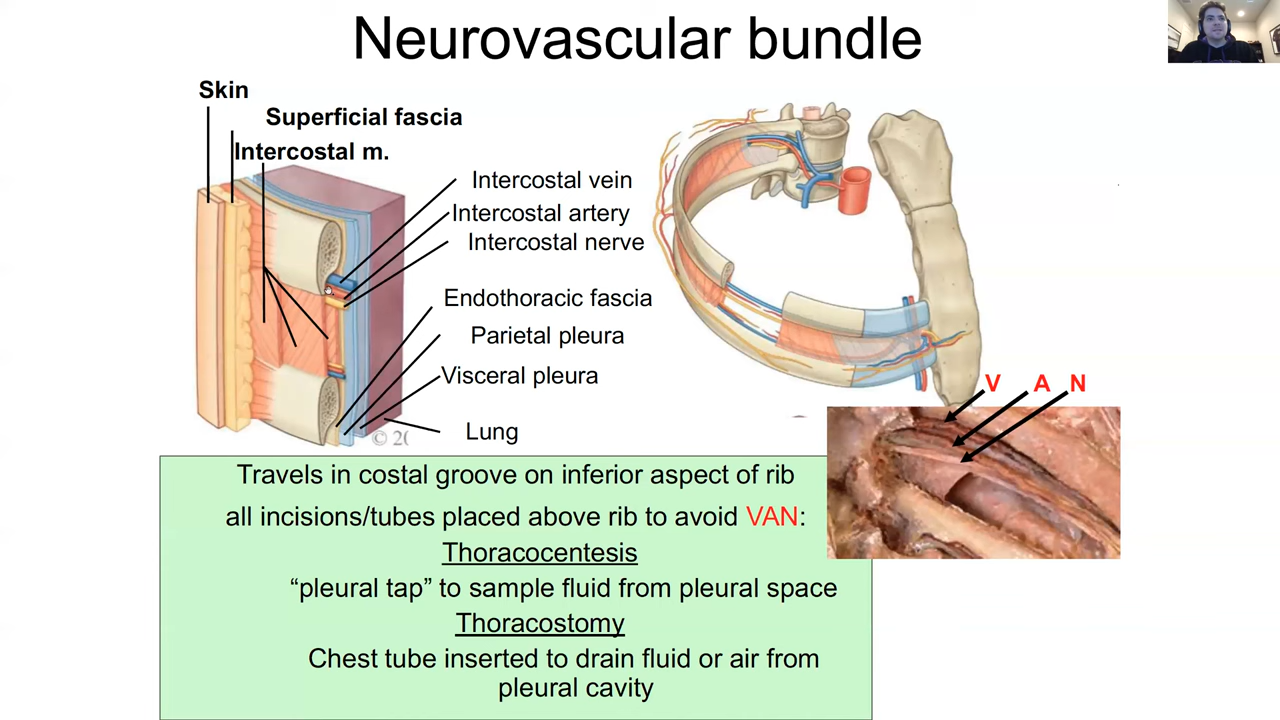 Neurovascular bundle
Skin
Superficial fascia
Intercostal m.
Intercostal vein
Intercostal artery
Intercostal nerve
Endothoracic fascia
Parietal pleura
Visceral pleura
Lung
© 20
V A N
Travels in costal groove on inferior aspect of rib
all incisions/tubes placed above rib to avoid VAN:
Thoracocentesis
“pleural tap” to sample fluid from pleural space
Thoracostomy
Chest tube inserted to drain fluid or air from
pleural cavity